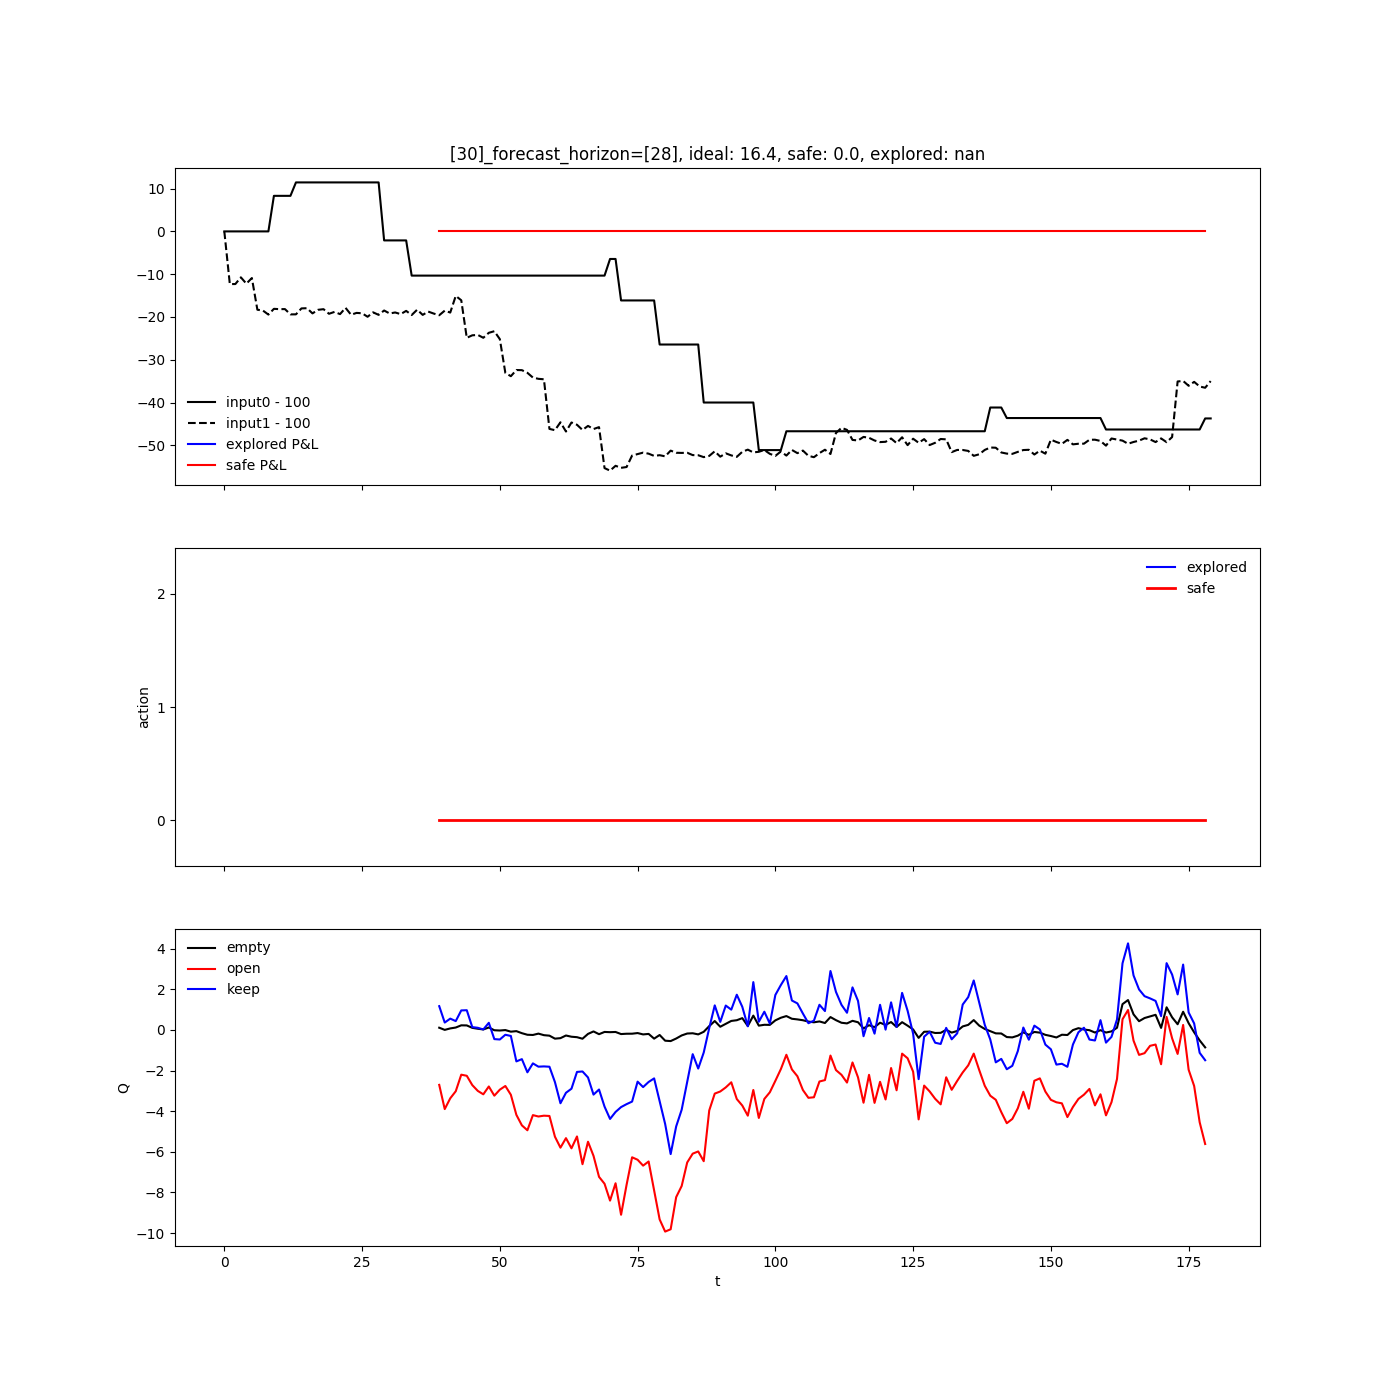 [30]_forecast_horizon=[28], ideal: 16.4, safe: 0.0, explored: nan
10
0
−10
−20
−30
−40
−50
input0 - 100
input1 - 100
explored P&L
safe P&L
2
1
0
action
explored
safe
4
2
0
−2
−4
−6
−8
−10
Q
empty
open
keep
0 25 50 75 100 125 150 175
t